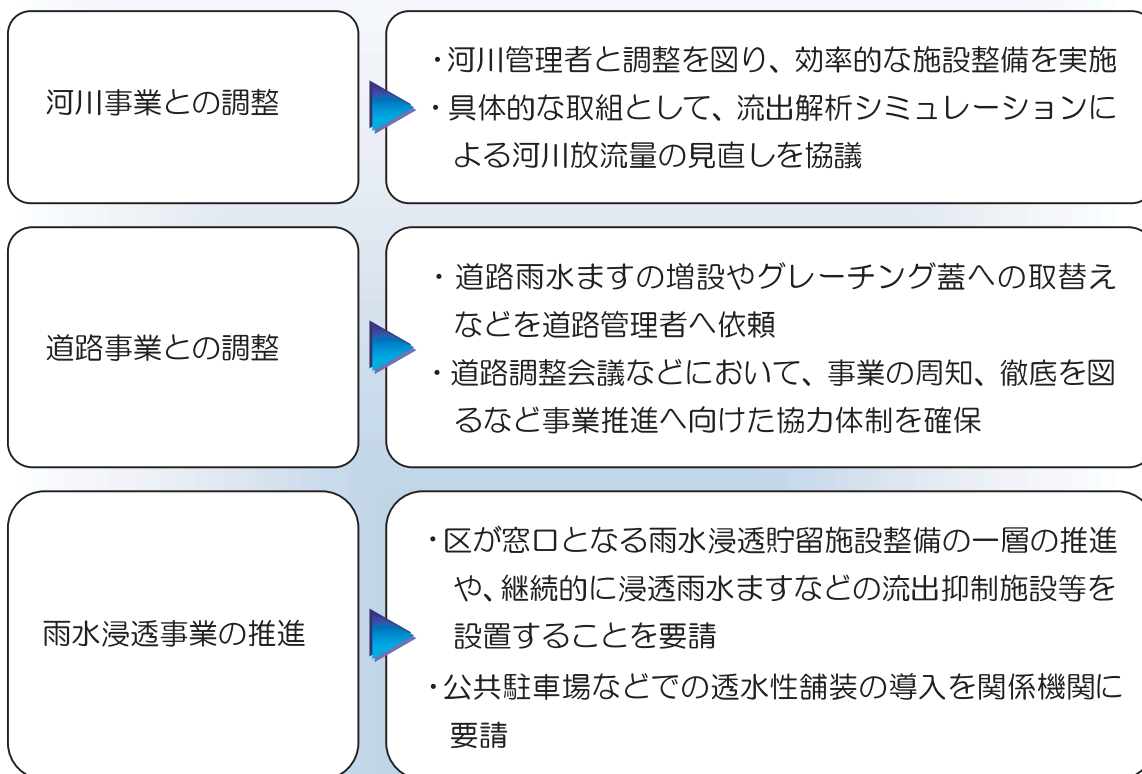 河川事業との調整
・河川管理者と調整を図り、効率的な施設整備を実施
・具体的な取組として、流出解析シミュレーションに
よる河川放流量の見直しを協議
道路事業との調整
・道路雨水ますの増設やグレーチング蓋への取替え
などを道路管理者へ依頼
・道路調整会議などにおいて、事業の周知、徹底を図
るなど事業推進へ向けた協力体制を確保
雨水浸透事業の推進
・区が窓口となる雨水浸透貯留施設整備の一層の推進
や、継続的に浸透雨水ますなどの流出抑制施設等を
設置することを要請
・公共駐車場などでの透水性舗装の導入を関係機関に
要請